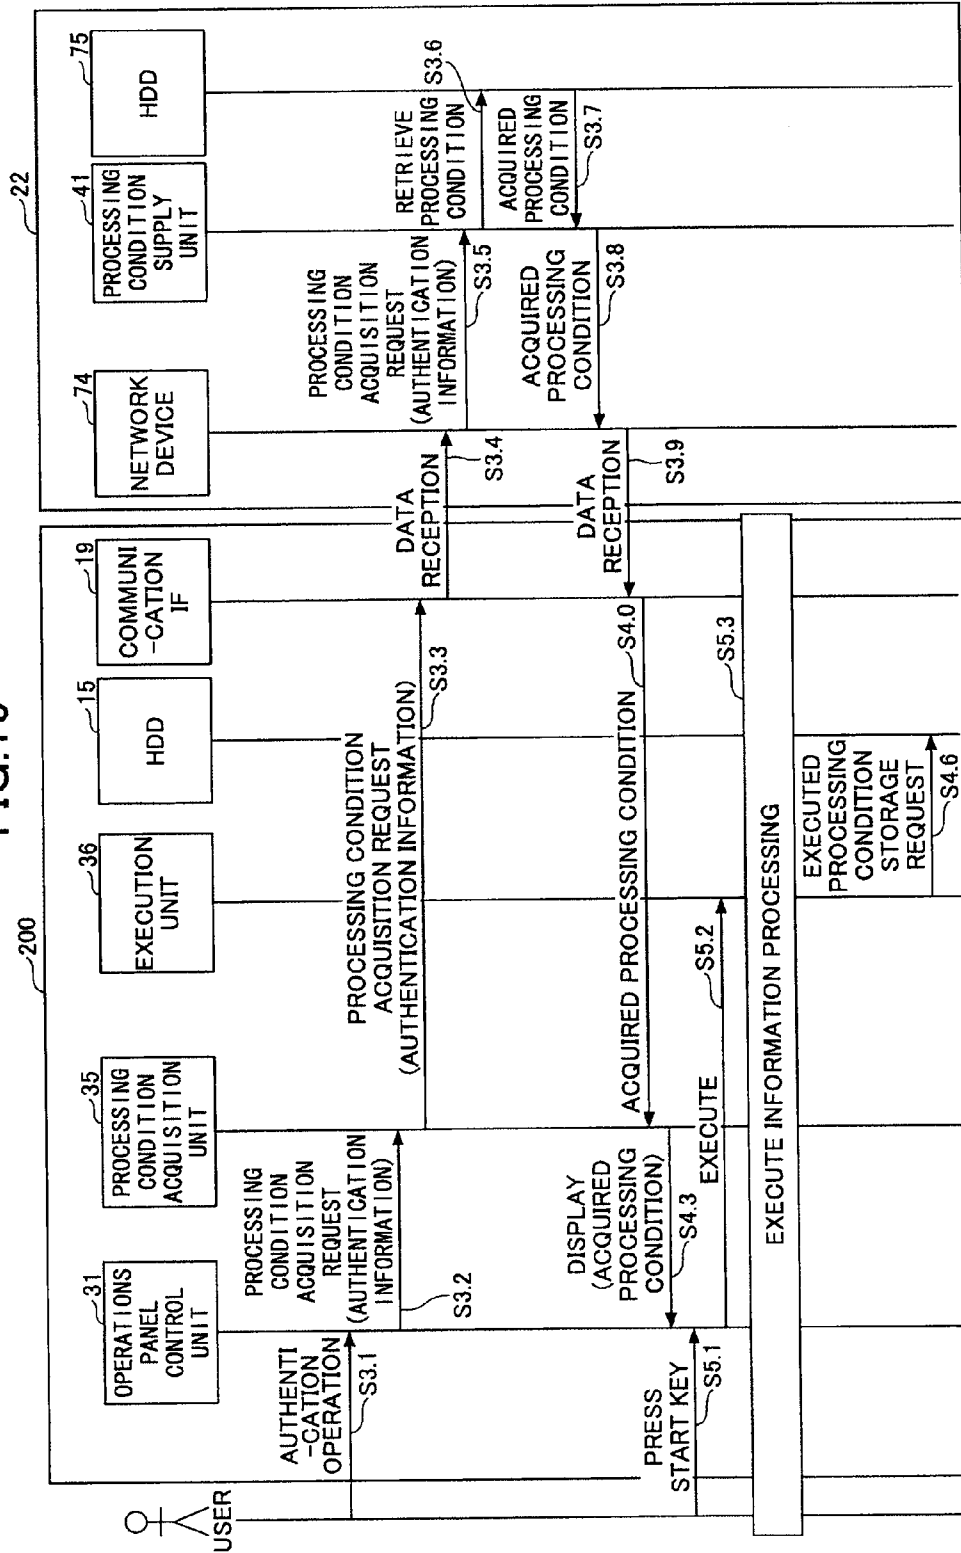 200
22
USER
OPERATIONS
PANEL
CONTROL
UNIT
31
PROCESSING
CONDITION
ACQUISITION
UNIT
35
EXECUTION
UNIT
36
HDD
15
COMMUNI
-CATION
IF
19
NETWORK
DEVICE
74
PROCESSING
CONDITION
SUPPLY
UNIT
41
HDD
75
AUTHENTI
-CATION
OPERATION
S3.1
PROCESSING
CONDITION
ACQUISITION
REQUEST
(AUTHENTICATION
INFORMATION)
S3.2
PROCESSING CONDITION
ACQUISITION REQUEST
(AUTHENTICATION INFORMATION)
S3.3
DATA
RECEPTION
S3.4
PROCESSING
CONDITION
ACQUISITION
REQUEST
(AUTHENTICATION
INFORMATION)
S3.5
RETRIEVE
PROCESSING
CONDITION
S3.6
ACQUIRED
PROCESSING
CONDITION
S3.7
ACQUIRED
PROCESSING
CONDITION
S3.8
DATA
RECEPTION
S3.9
ACQUIRED PROCESSING CONDITION
S4.0
DISPLAY
(ACQUIRED
PROCESSING
CONDITION)
S4.3
PRESS
START KEY
S5.1
EXECUTE
S5.2
S5.3
EXECUTE INFORMATION PROCESSING
EXECUTED
PROCESSING
CONDITION
STORAGE
REQUEST
S4.6